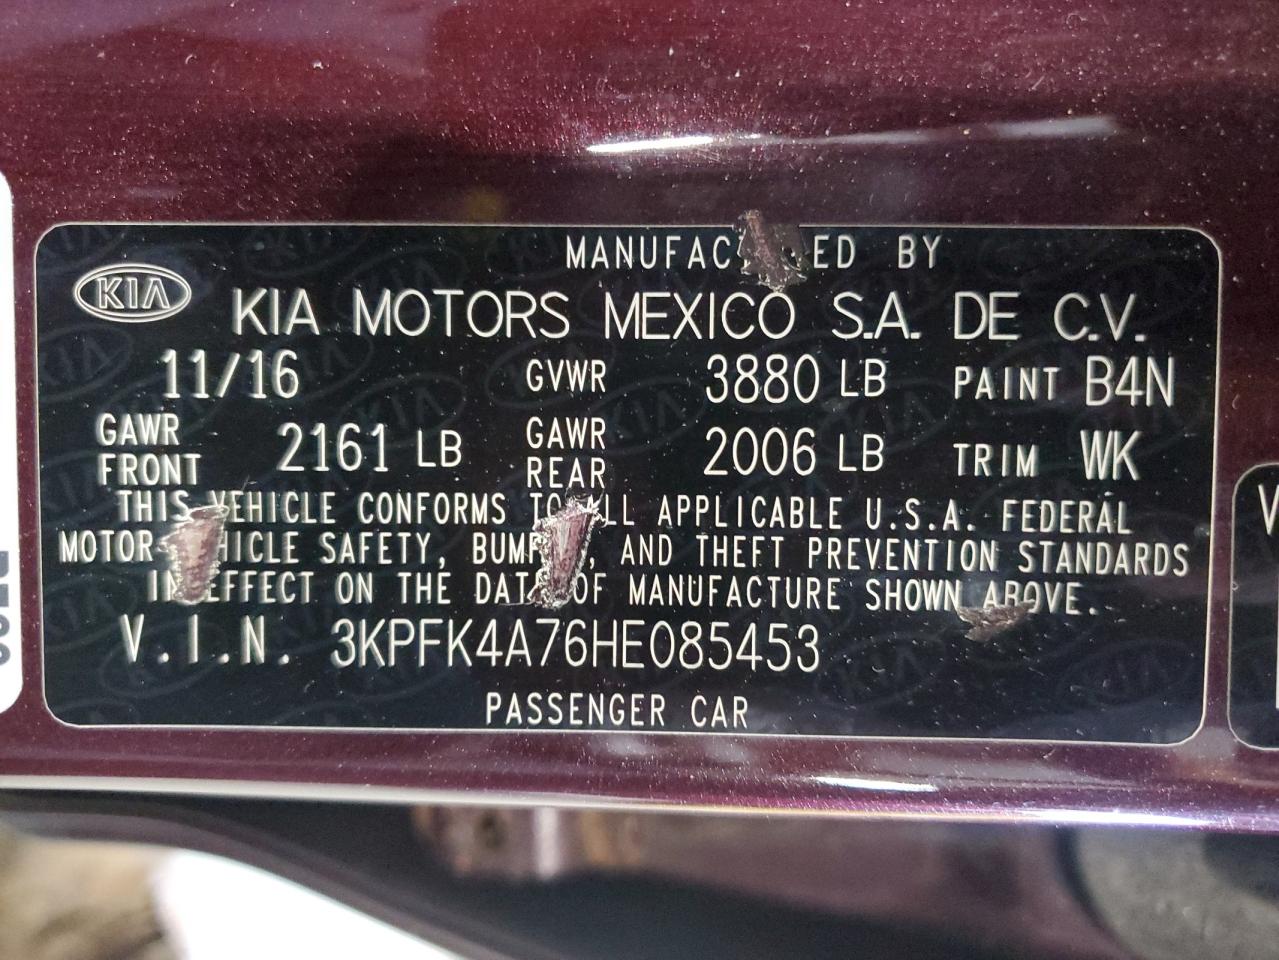 MANUFAC ED BY
KIA
KIA MOTORS MEXICO S.A. DE C.V.
11/16 GVWR 3880 LB PAINT B4N
GAWR FRONT 2161 LB GAWR REAR 2006 LB TRIM WK
THIS VEHICLE CONFORMS TO ALL APPLICABLE U.S.A. FEDERAL
MOTOR HICLE SAFETY, BUMP , AND THEFT PREVENTION STANDARDS
IN EFFECT ON THE DATE OF MANUFACTURE SHOWN ABOVE.
V.I.N. 3KPFK4A76HE085453
PASSENGER CAR